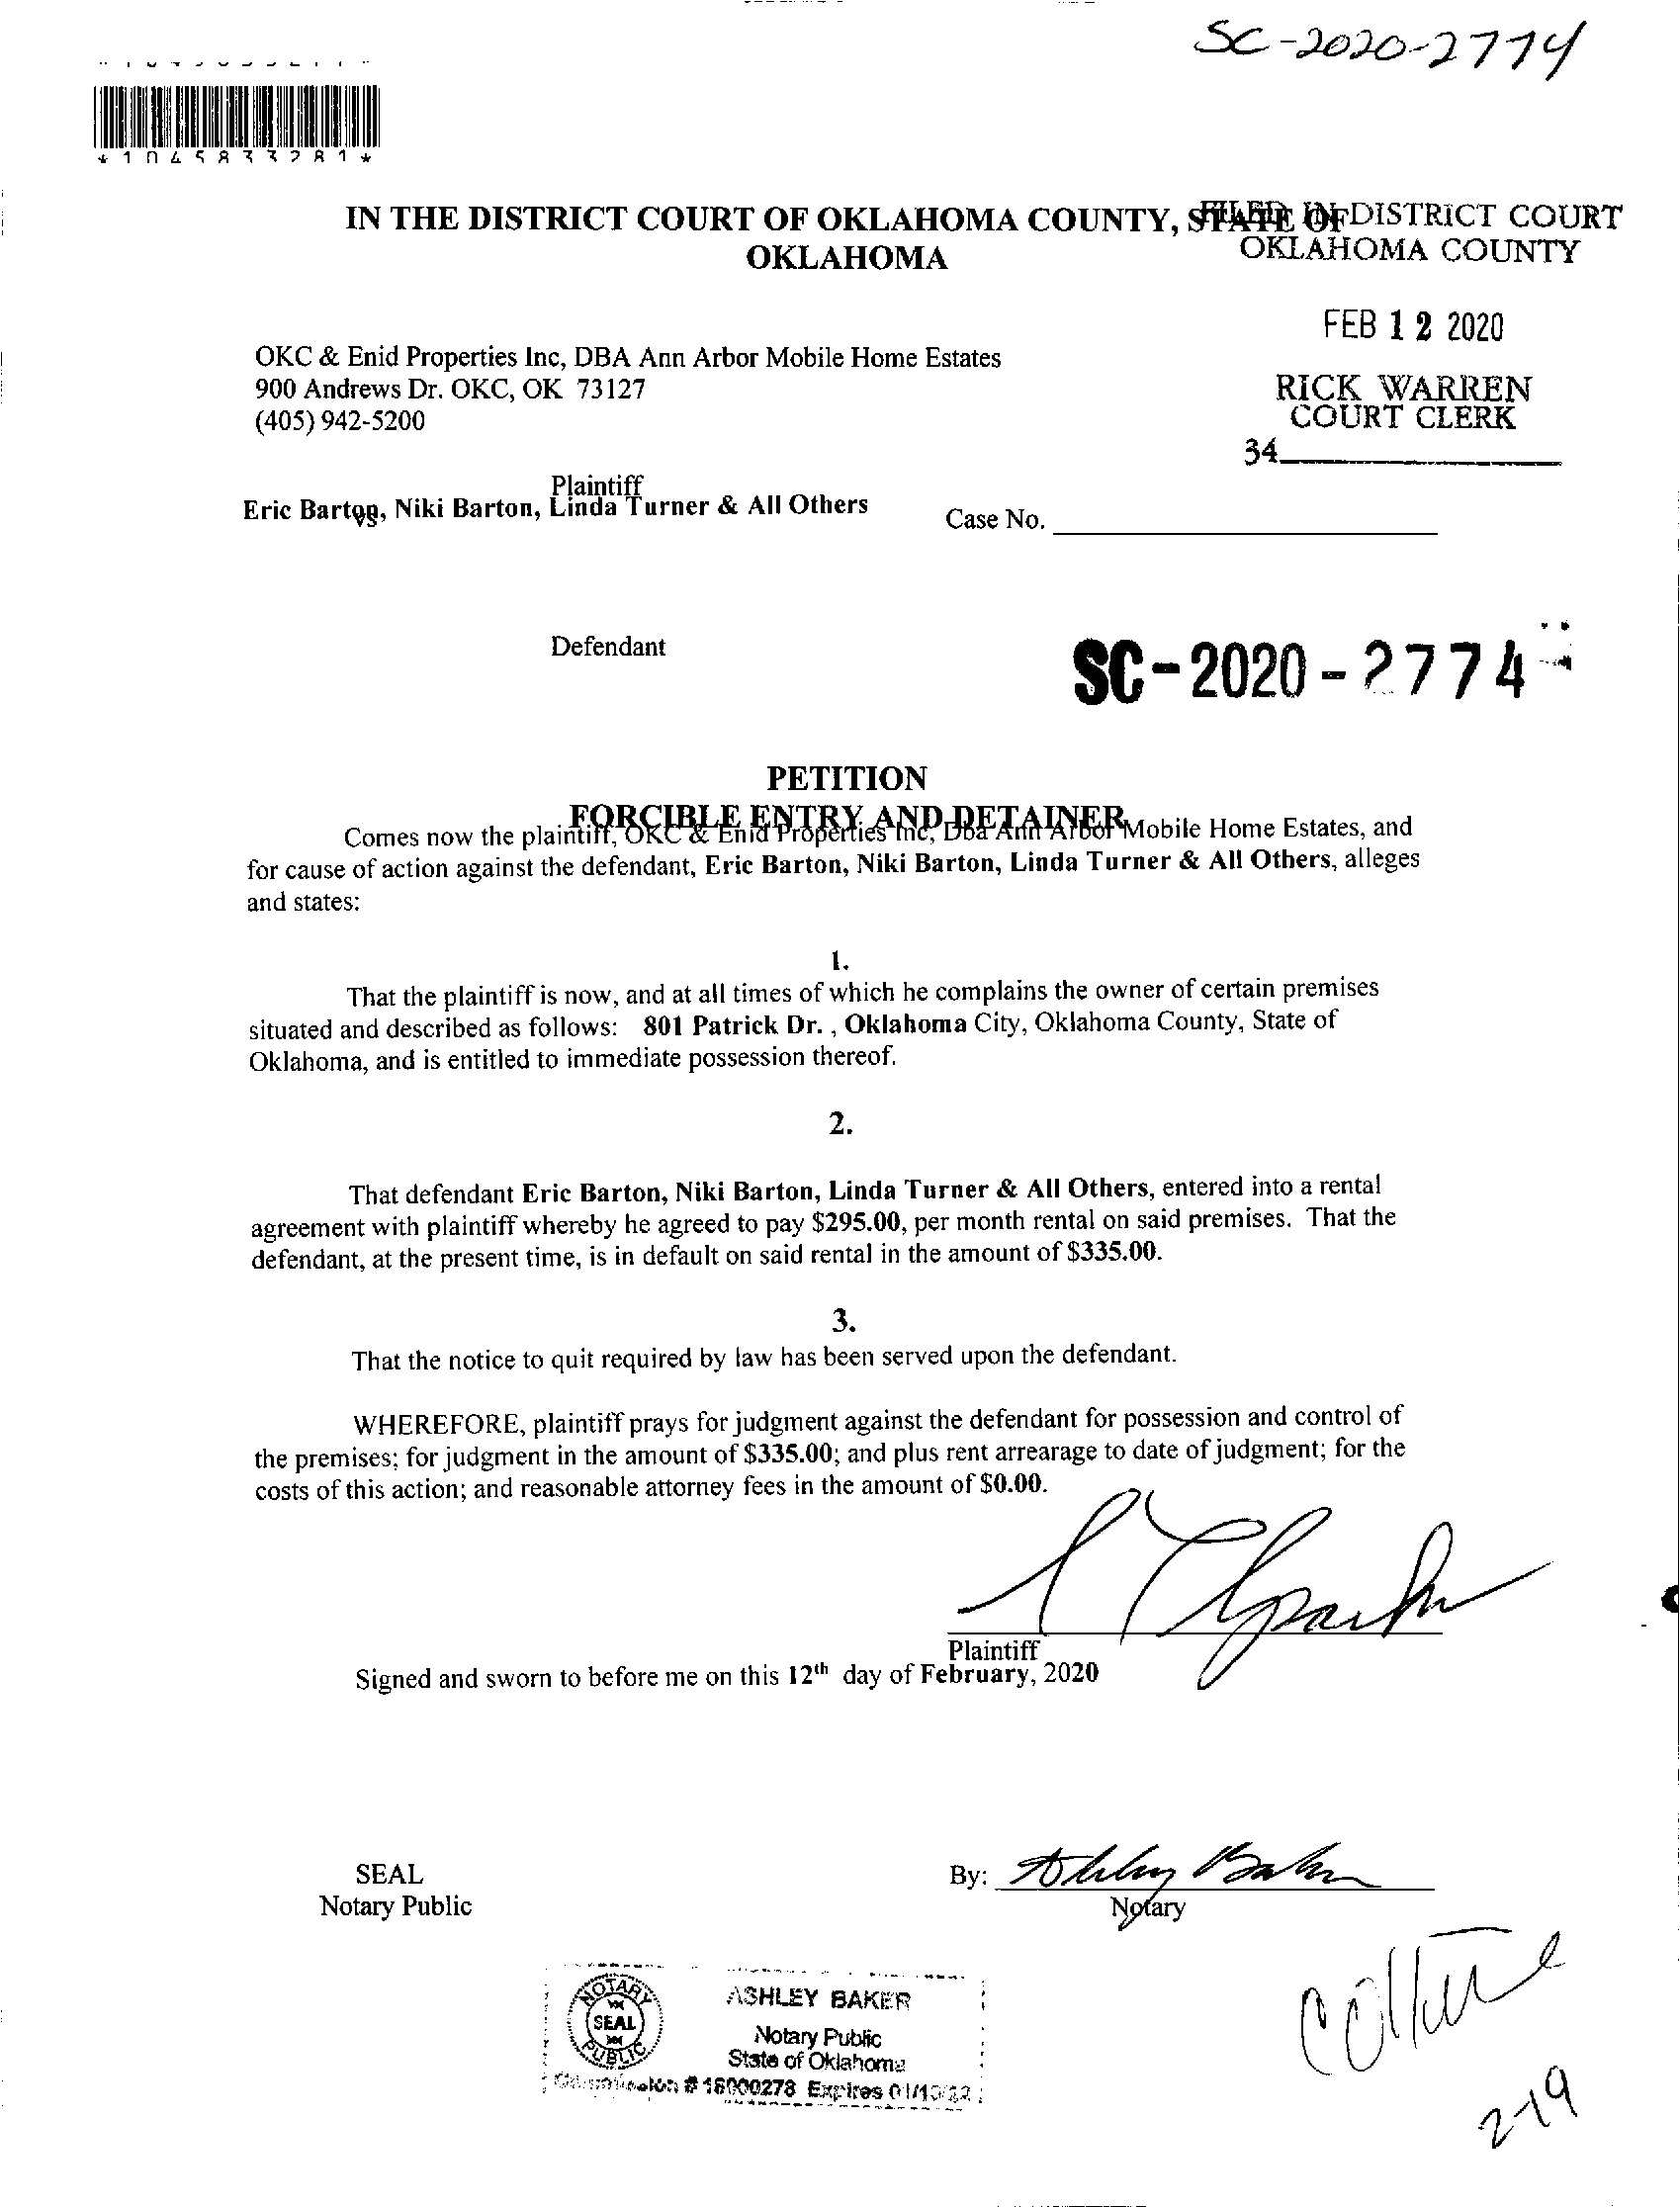 SC-2020-2774
*1045833281*
IN THE DISTRICT COURT OF OKLAHOMA COUNTY, STATE OF
OKLAHOMA
FILED IN DISTRICT COURT
OKLAHOMA COUNTY
FEB 12 2020
RICK WARREN
COURT CLERK
34
OKC & Enid Properties Inc, DBA Ann Arbor Mobile Home Estates
900 Andrews Dr. OKC, OK 73127
(405) 942-5200
Plaintiff
Eric Barton, Niki Barton, Linda Turner & All Others
Case No.
Defendant
SC-2020-2774
PETITION
FORCIBLE ENTRY AND DETAINER
Comes now the plaintiff, OKC & Enid Properties Inc, Dba Ann Arbor Mobile Home Estates, and
for cause of action against the defendant, Eric Barton, Niki Barton, Linda Turner & All Others, alleges
and states:
1.
That the plaintiff is now, and at all times of which he complains the owner of certain premises
situated and described as follows: 801 Patrick Dr. , Oklahoma City, Oklahoma County, State of
Oklahoma, and is entitled to immediate possession thereof.
2.
That defendant Eric Barton, Niki Barton, Linda Turner & All Others, entered into a rental
agreement with plaintiff whereby he agreed to pay $295.00, per month rental on said premises. That the
defendant, at the present time, is in default on said rental in the amount of $335.00.
3.
That the notice to quit required by law has been served upon the defendant.
WHEREFORE, plaintiff prays for judgment against the defendant for possession and control of
the premises; for judgment in the amount of $335.00; and plus rent arrearage to date of judgment; for the
costs of this action; and reasonable attorney fees in the amount of $0.00.
Plaintiff
Signed and sworn to before me on this 12th day of February, 2020
SEAL
Notary Public
By: Ashley Baker
Notary
NOTARY
SEAL
PUBLIC
ASHLEY BAKER
Notary Public
State of Oklahoma
Commission # 18000278 Expires 01/10/22
2-19